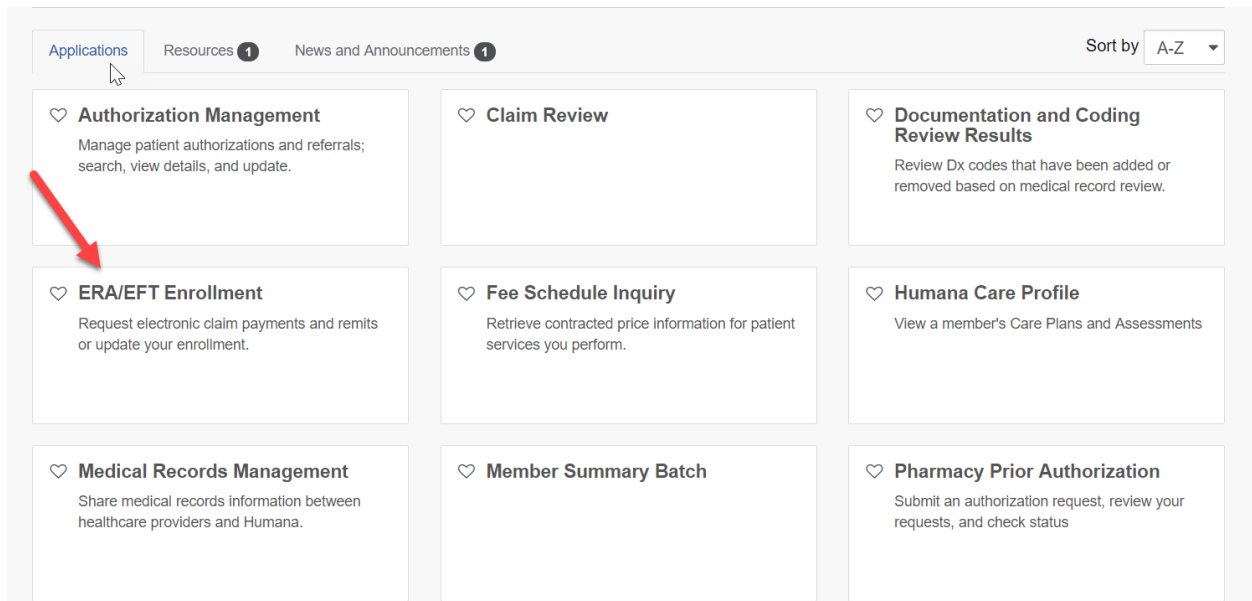 Applications Resources 1 News and Announcements 1 Sort by A-Z
Authorization Management
Manage patient authorizations and referrals;
search, view details, and update.
Claim Review
Documentation and Coding
Review Results
Review Dx codes that have been added or
removed based on medical record review.
ERA/EFT Enrollment
Request electronic claim payments and remits
or update your enrollment.
Fee Schedule Inquiry
Retrieve contracted price information for patient
services you perform.
Humana Care Profile
View a member's Care Plans and Assessments
Medical Records Management
Share medical records information between
healthcare providers and Humana.
Member Summary Batch
Pharmacy Prior Authorization
Submit an authorization request, review your
requests, and check status